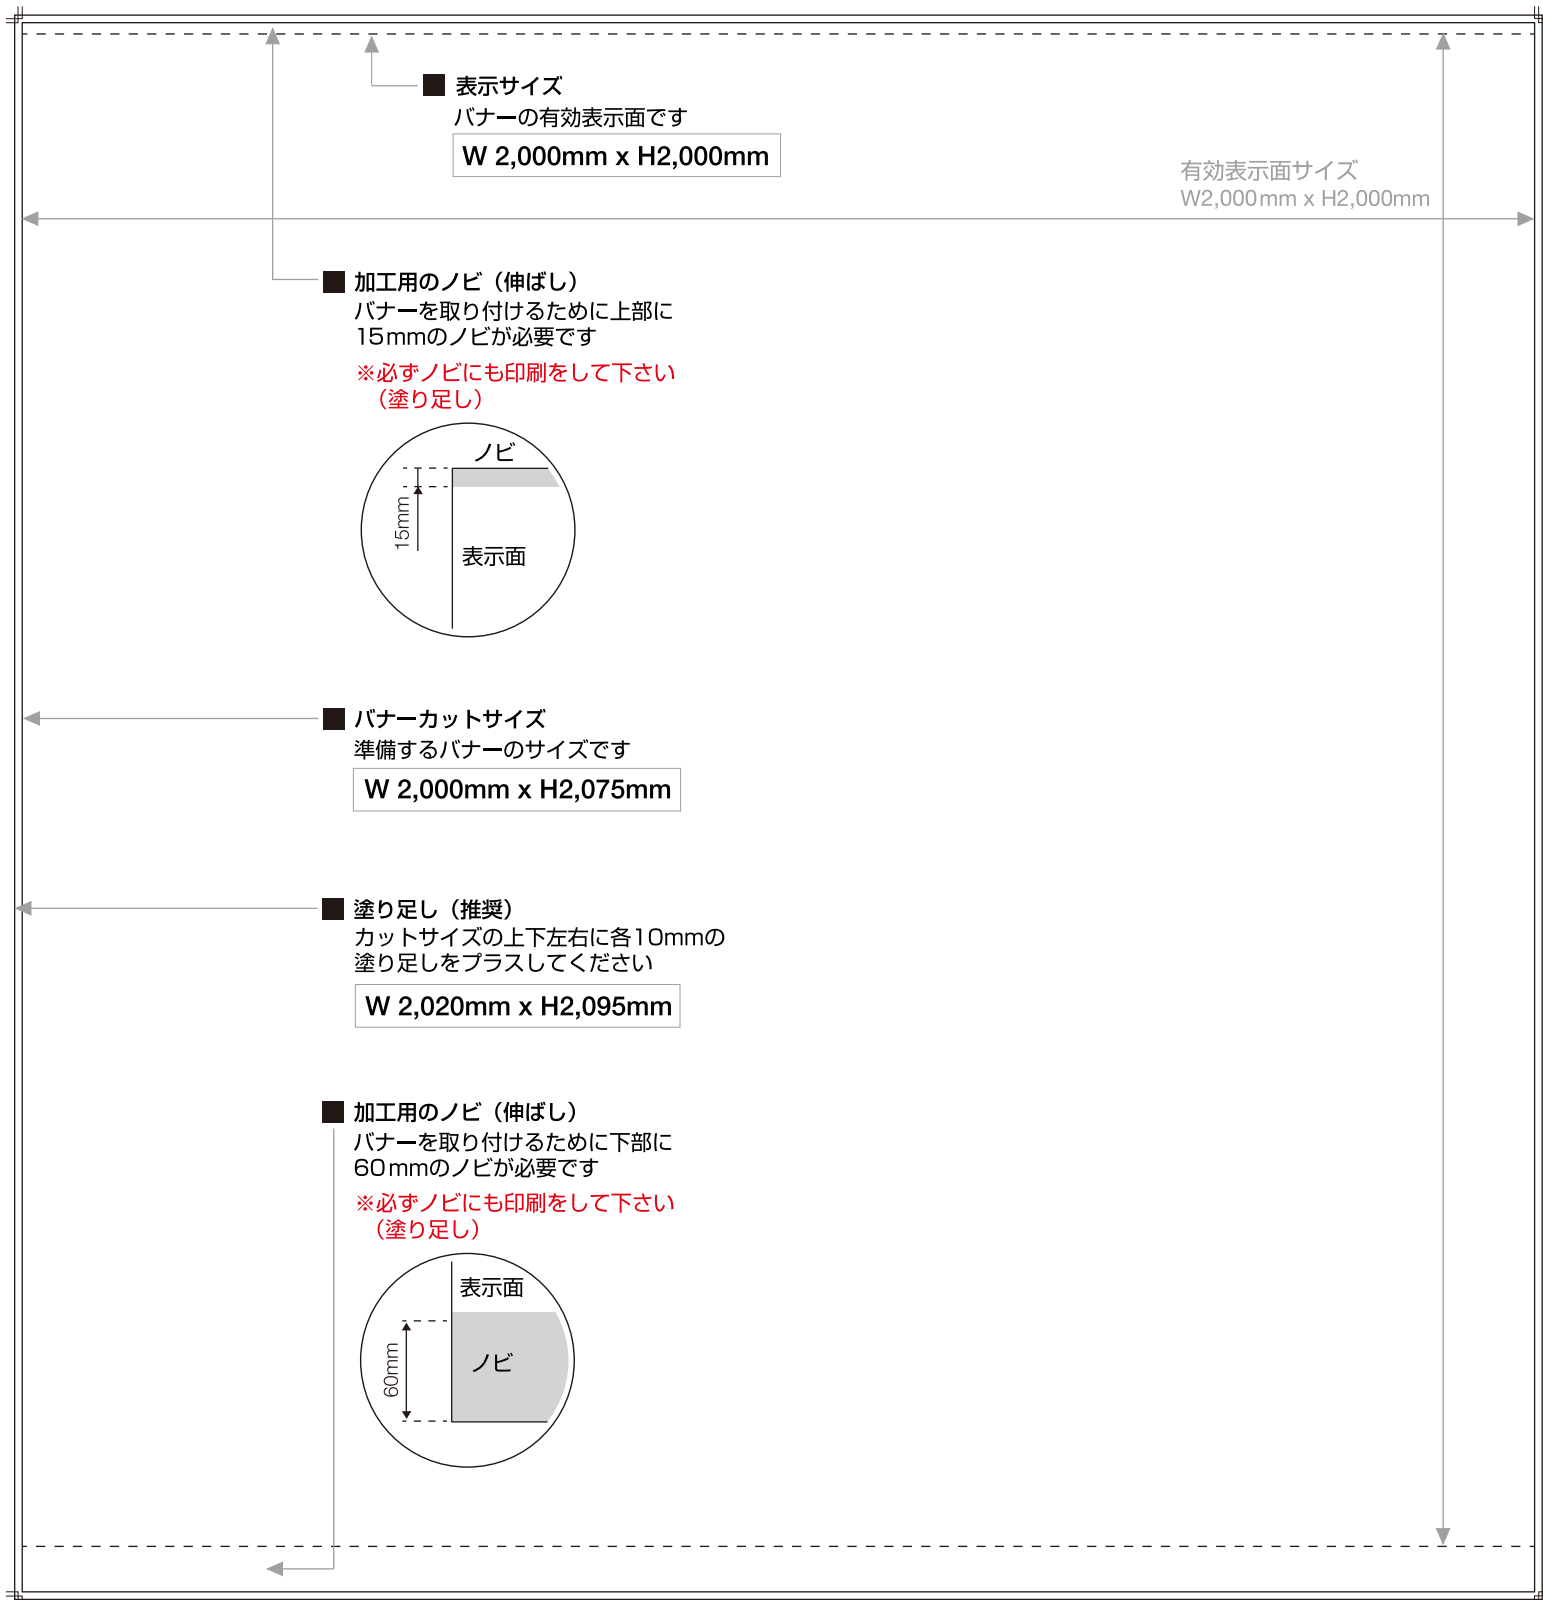 ■ 表示サイズ
バナーの有効表示面です
W 2,000mm x H2,000mm
有効表示面サイズ
W2,000mm x H2,000mm
■ 加工用のノビ（伸ばし）
バナーを取り付けるために上部に
15mmのノビが必要です
※必ずノビにも印刷をして下さい
（塗り足し）
ノビ
15mm
表示面
■ バナーカットサイズ
準備するバナーのサイズです
W 2,000mm x H2,075mm
■ 塗り足し（推奨）
カットサイズの上下左右に各10mmの
塗り足しをプラスしてください
W 2,020mm x H2,095mm
■ 加工用のノビ（伸ばし）
バナーを取り付けるために下部に
60mmのノビが必要です
※必ずノビにも印刷をして下さい
（塗り足し）
表示面
60mm
ノビ